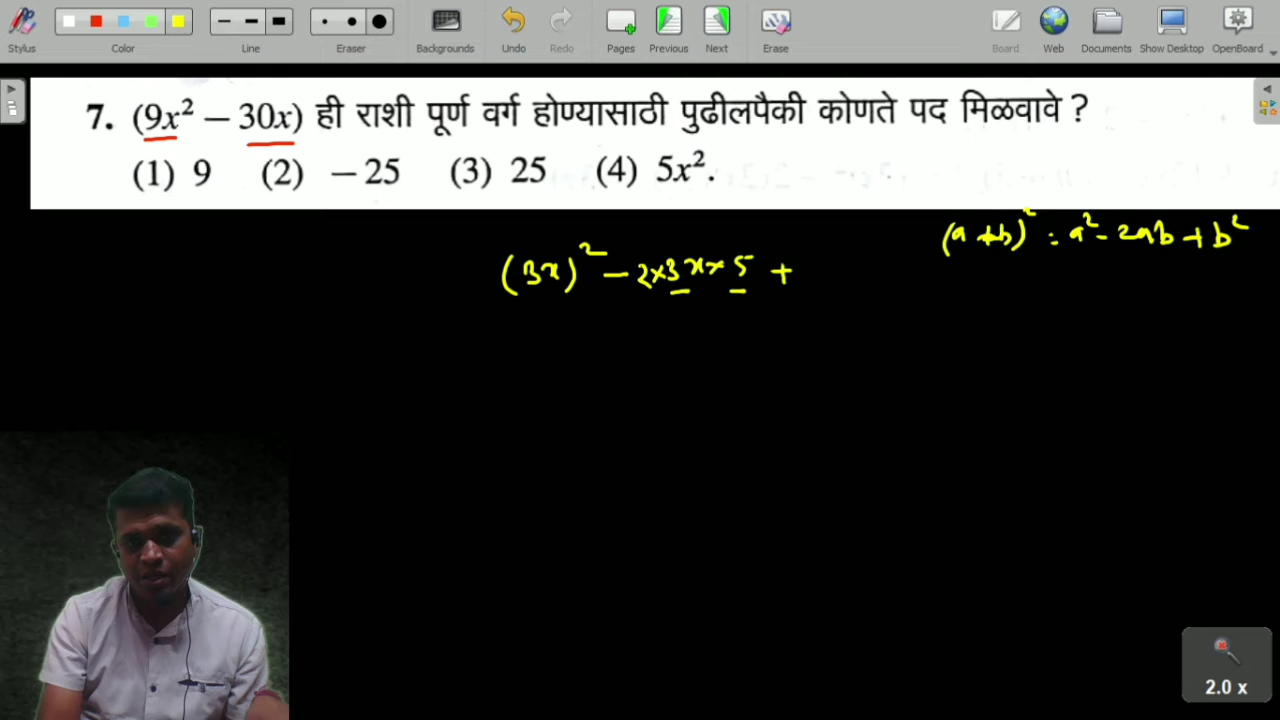 Stylus Color Line Eraser Backgrounds Undo Redo Pages Previous Next Erase Board Web Documents Show Desktop OpenBoard
7. (9x² – 30x) ही राशी पूर्ण वर्ग होण्यासाठी पुढीलपैकी कोणते पद मिळवावे ?
(1) 9 (2) – 25 (3) 25 (4) 5x².
(a + b)² = a² - 2ab + b²
(3x)² - 2×3x×5 +
2.0 x